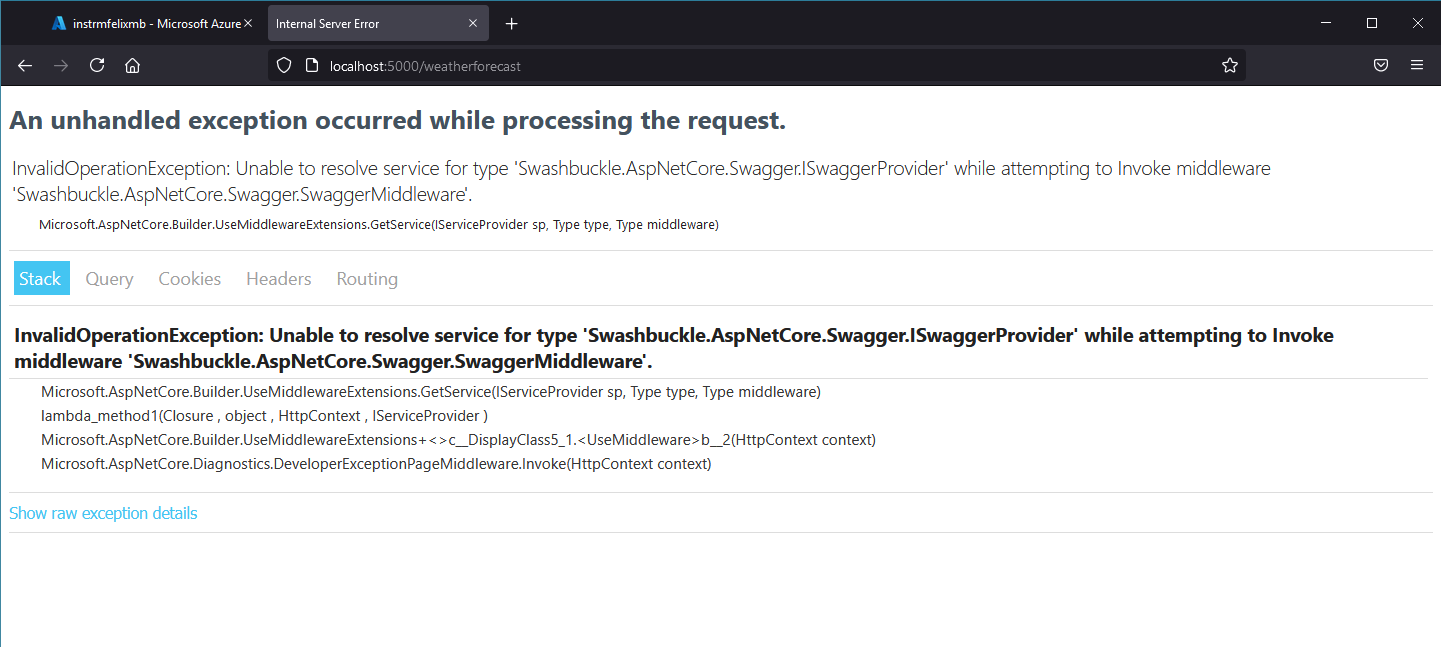 instrmfelixmb - Microsoft Azure
Internal Server Error
localhost:5000/weatherforecast
An unhandled exception occurred while processing the request.
InvalidOperationException: Unable to resolve service for type 'Swashbuckle.AspNetCore.Swagger.ISwaggerProvider' while attempting to Invoke middleware
'Swashbuckle.AspNetCore.Swagger.SwaggerMiddleware'.
Microsoft.AspNetCore.Builder.UseMiddlewareExtensions.GetService(IServiceProvider sp, Type type, Type middleware)
Stack Query Cookies Headers Routing
InvalidOperationException: Unable to resolve service for type 'Swashbuckle.AspNetCore.Swagger.ISwaggerProvider' while attempting to Invoke
middleware 'Swashbuckle.AspNetCore.Swagger.SwaggerMiddleware'.
Microsoft.AspNetCore.Builder.UseMiddlewareExtensions.GetService(IServiceProvider sp, Type type, Type middleware)
lambda_method1(Closure , object , HttpContext , IServiceProvider )
Microsoft.AspNetCore.Builder.UseMiddlewareExtensions+<>c__DisplayClass5_1.<UseMiddleware>b__2(HttpContext context)
Microsoft.AspNetCore.Diagnostics.DeveloperExceptionPageMiddleware.Invoke(HttpContext context)
Show raw exception details